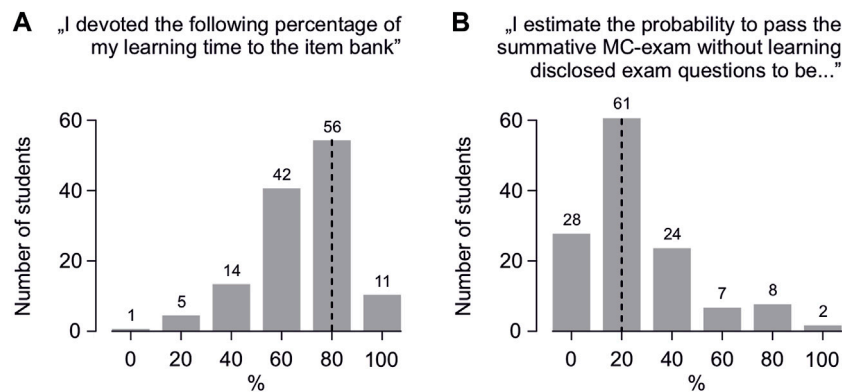 A
„I devoted the following percentage of
my learning time to the item bank”
Number of students
60
40
20
0
1
5
14
42
56
11
0 20 40 60 80 100
%
B
„I estimate the probability to pass the
summative MC-exam without learning
disclosed exam questions to be...”
Number of students
60
40
20
0
28
61
24
7
8
2
0 20 40 60 80 100
%